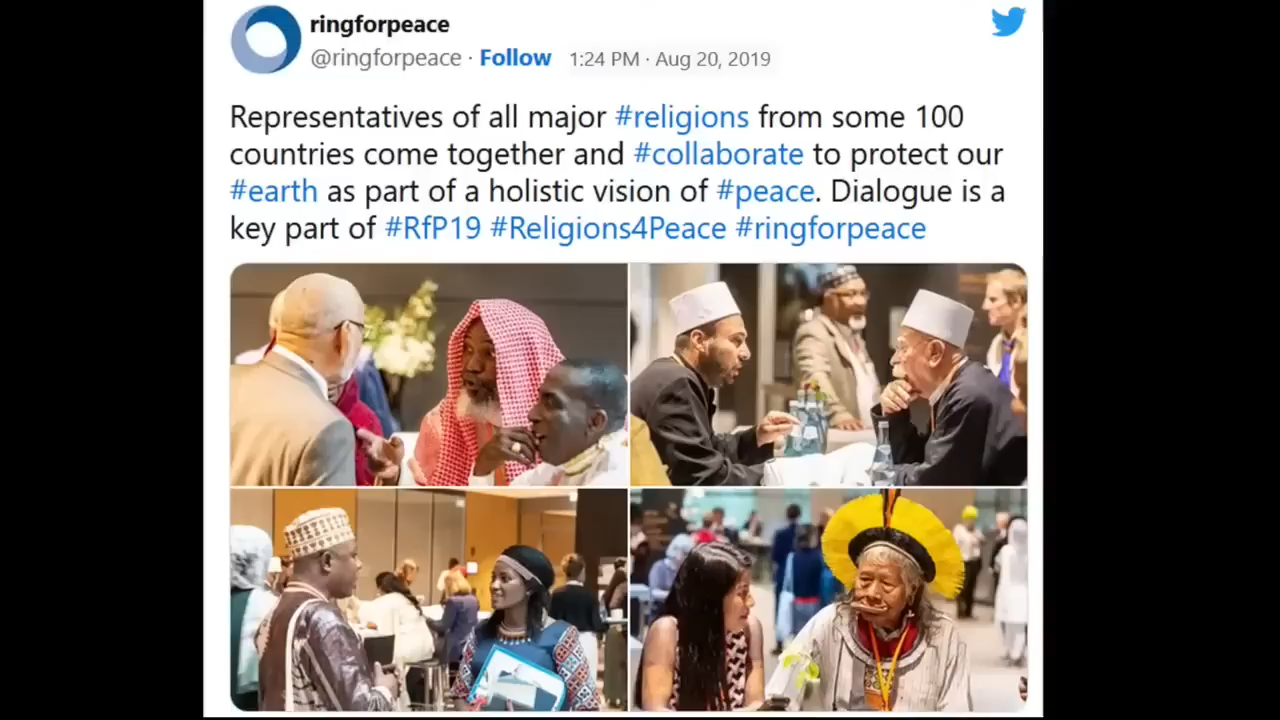 ringforpeace
@ringforpeace · Follow 1:24 PM · Aug 20, 2019
Representatives of all major #religions from some 100
countries come together and #collaborate to protect our
#earth as part of a holistic vision of #peace. Dialogue is a
key part of #RfP19 #Religions4Peace #ringforpeace